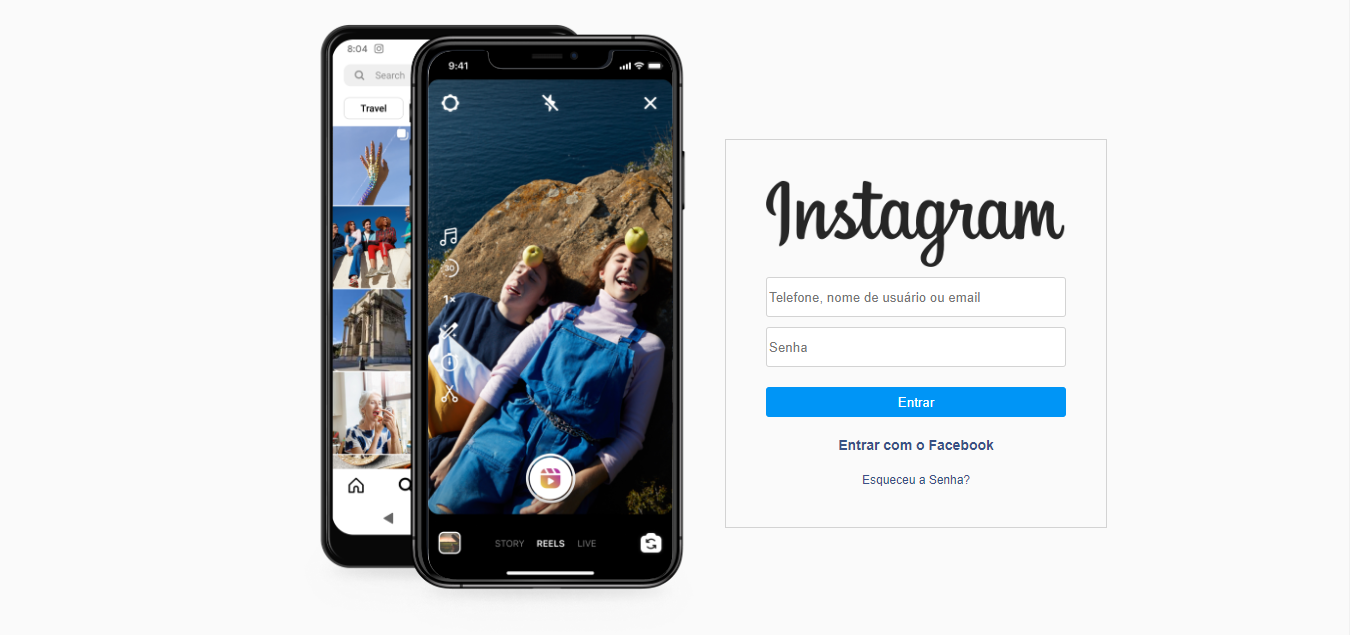 8:04
Search
Travel
9:41
30
1×
STORY REELS LIVE
Instagram
Telefone, nome de usuário ou email
Senha
Entrar
Entrar com o Facebook
Esqueceu a Senha?